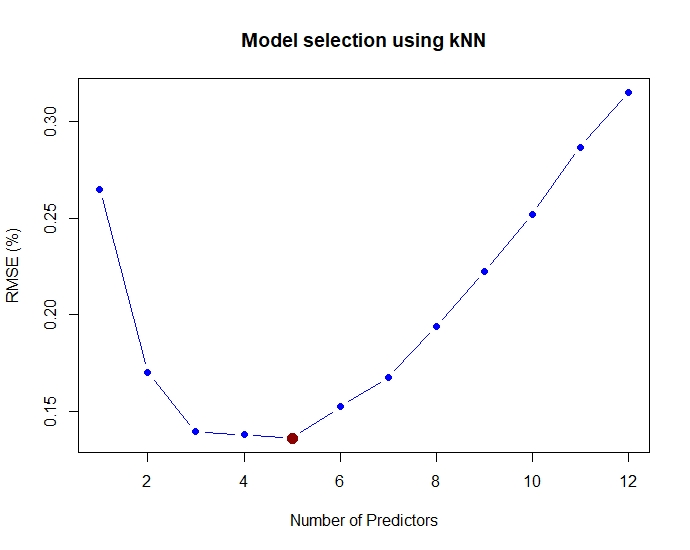 Model selection using kNN
RMSE (%)
0.30
0.25
0.20
0.15
2 4 6 8 10 12
Number of Predictors